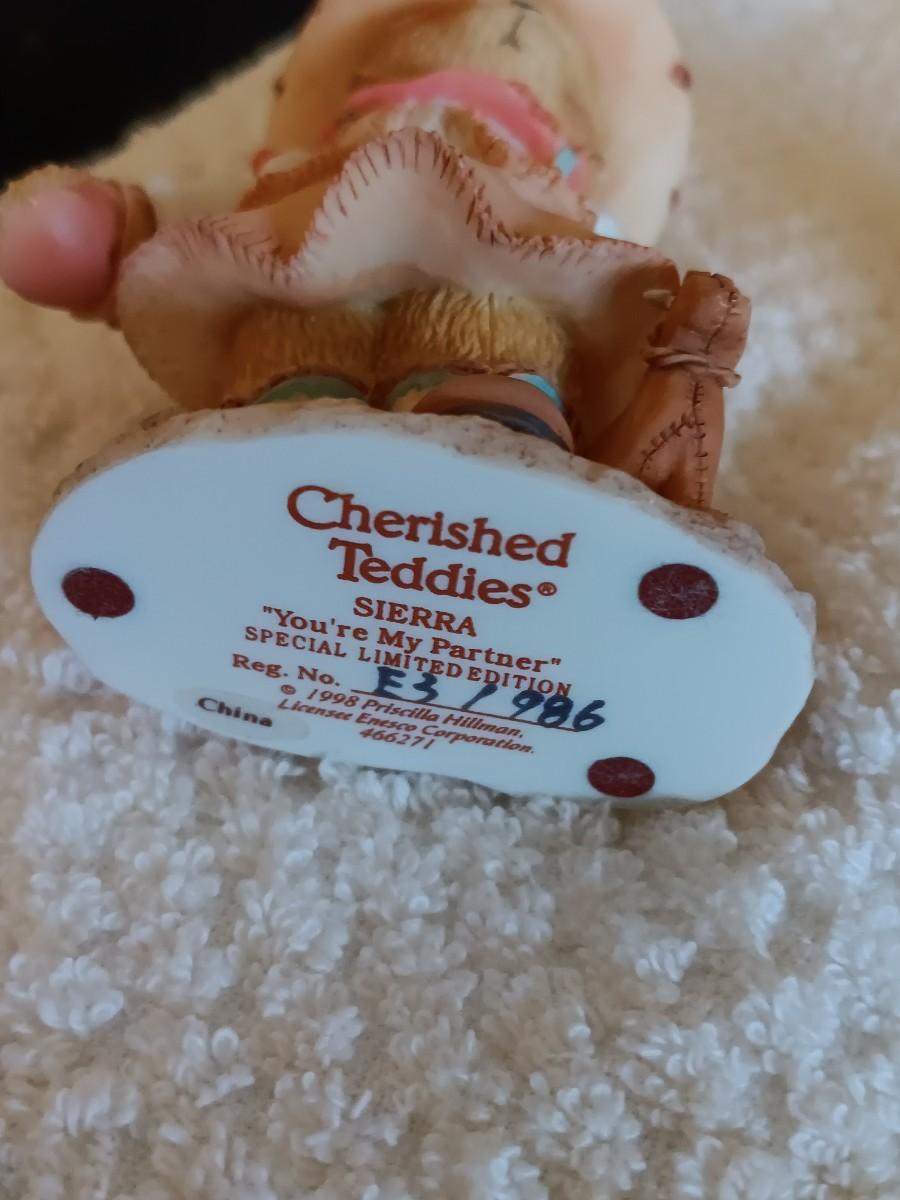 Cherished
Teddies®
SIERRA
"You're My Partner"
SPECIAL LIMITED EDITION
Reg. No. E3 / 986
© 1998 Priscilla Hillman,
Licensee Enesco Corporation.
466271
China